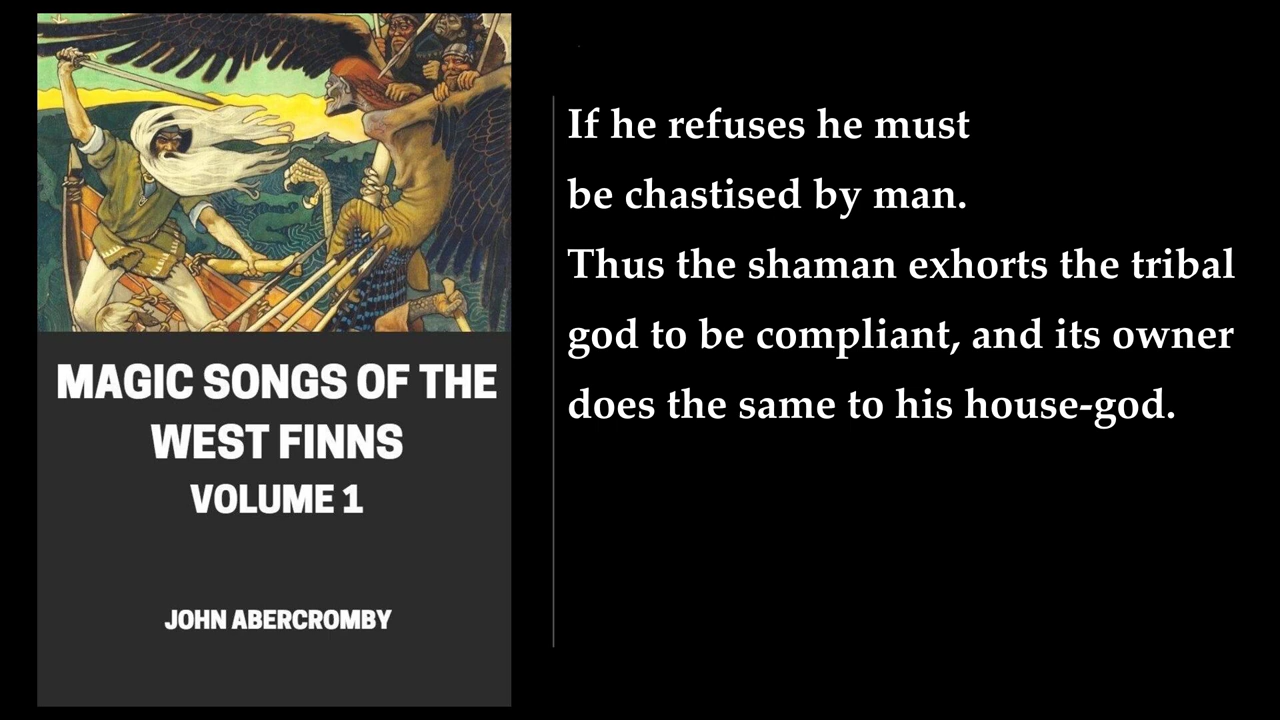 MAGIC SONGS OF THE
WEST FINNS
VOLUME 1
JOHN ABERCROMBY
If he refuses he must
be chastised by man.
Thus the shaman exhorts the tribal
god to be compliant, and its owner
does the same to his house-god.